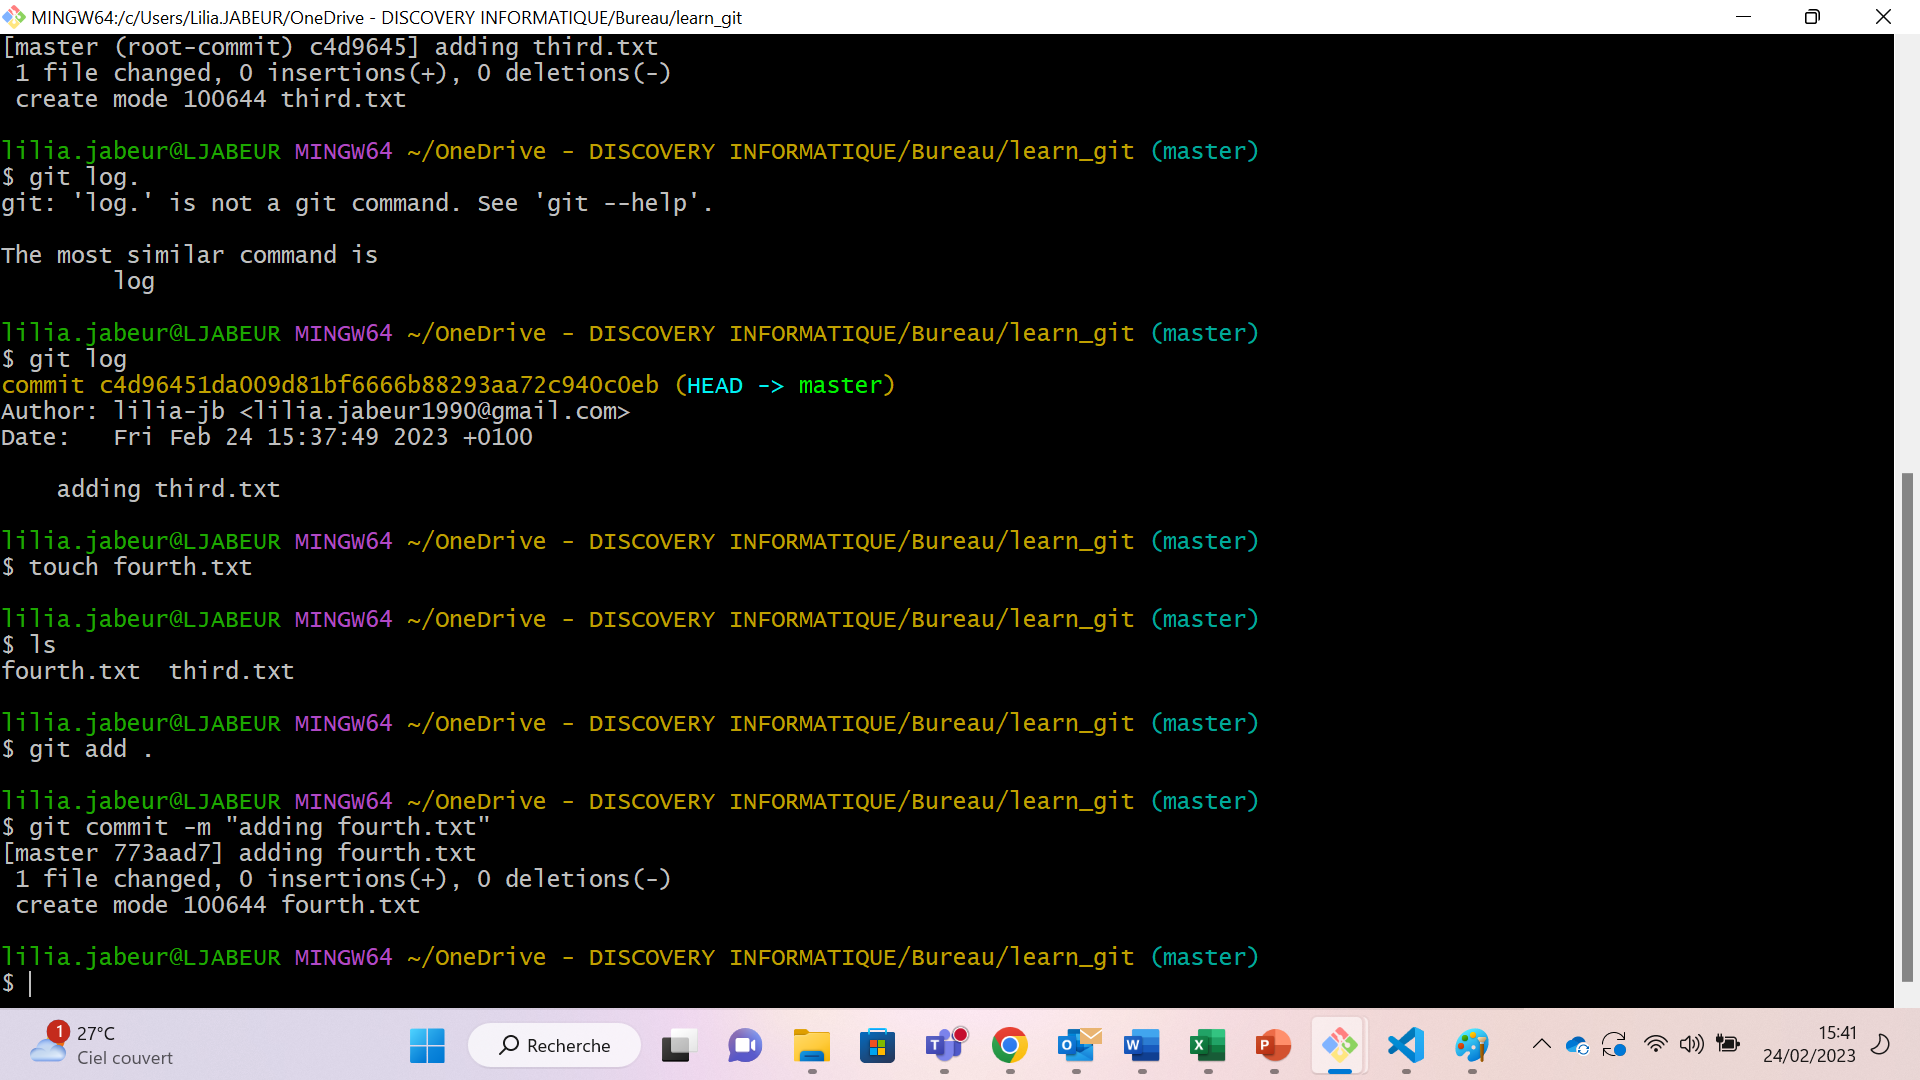 MINGW64:/c/Users/Lilia.JABEUR/OneDrive - DISCOVERY INFORMATIQUE/Bureau/learn_git
[master (root-commit) c4d9645] adding third.txt
 1 file changed, 0 insertions(+), 0 deletions(-)
 create mode 100644 third.txt
lilia.jabeur@LJABEUR MINGW64 ~/OneDrive - DISCOVERY INFORMATIQUE/Bureau/learn_git (master)
$ git log.
git: 'log.' is not a git command. See 'git --help'.
The most similar command is
        log
lilia.jabeur@LJABEUR MINGW64 ~/OneDrive - DISCOVERY INFORMATIQUE/Bureau/learn_git (master)
$ git log
commit c4d96451da009d81bf6666b88293aa72c940c0eb (HEAD -> master)
Author: lilia-jb <lilia.jabeur1990@gmail.com>
Date:   Fri Feb 24 15:37:49 2023 +0100
    adding third.txt
lilia.jabeur@LJABEUR MINGW64 ~/OneDrive - DISCOVERY INFORMATIQUE/Bureau/learn_git (master)
$ touch fourth.txt
lilia.jabeur@LJABEUR MINGW64 ~/OneDrive - DISCOVERY INFORMATIQUE/Bureau/learn_git (master)
$ ls
fourth.txt  third.txt
lilia.jabeur@LJABEUR MINGW64 ~/OneDrive - DISCOVERY INFORMATIQUE/Bureau/learn_git (master)
$ git add .
lilia.jabeur@LJABEUR MINGW64 ~/OneDrive - DISCOVERY INFORMATIQUE/Bureau/learn_git (master)
$ git commit -m "adding fourth.txt"
[master 773aad7] adding fourth.txt
 1 file changed, 0 insertions(+), 0 deletions(-)
 create mode 100644 fourth.txt
lilia.jabeur@LJABEUR MINGW64 ~/OneDrive - DISCOVERY INFORMATIQUE/Bureau/learn_git (master)
$
1
27°C
Ciel couvert
Recherche
T
O
W
X
P
15:41
24/02/2023